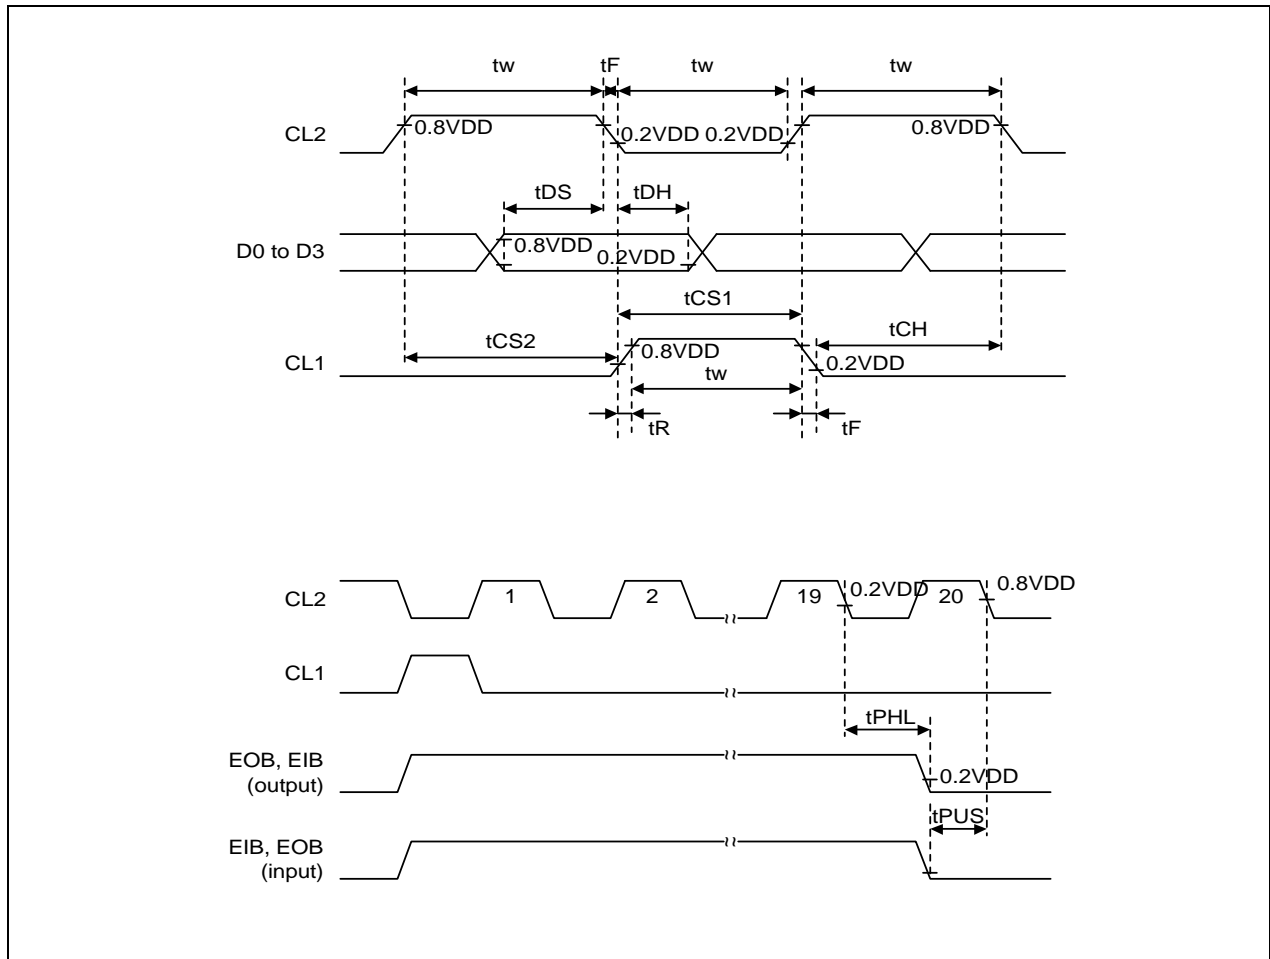 tw tF tw tw
CL2 0.8VDD 0.2VDD 0.2VDD 0.8VDD
tDS tDH
D0 to D3 0.8VDD 0.2VDD
tCS1
tCS2 tCH
CL1 0.8VDD 0.2VDD
tw
tR tF
CL2 1 2 19 0.2VDD 20 0.8VDD
CL1
tPHL
EOB, EIB
(output) 0.2VDD
tPUS
EIB, EOB
(input)